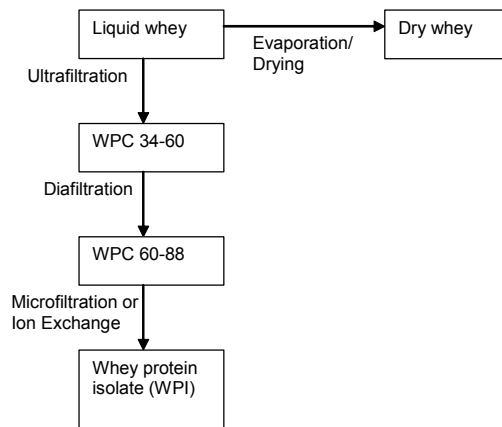 Liquid whey
Evaporation/
Drying
Dry whey
Ultrafiltration
WPC 34-60
Diafiltration
WPC 60-88
Microfiltration or
Ion Exchange
Whey protein
isolate (WPI)